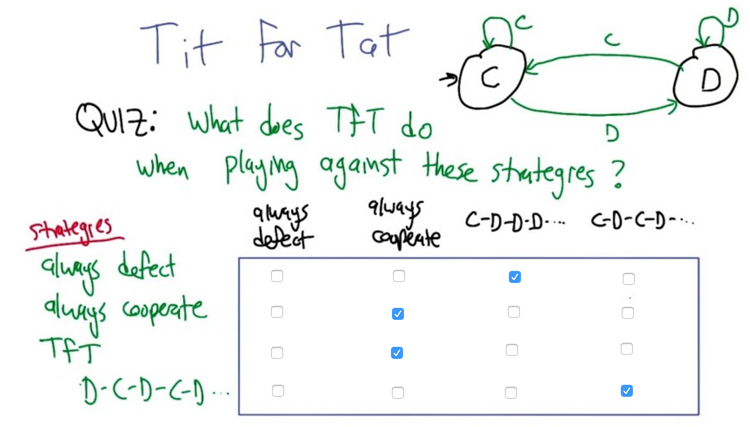 Tit for Tat
C
C
D
C
D
D
QUIZ: What does TfT do
when playing against these strategies?
strategies
always defect
always cooperate
C-D-D-D-...
C-D-C-D-...
always defect
always cooperate
TfT
D-C-D-C-D...